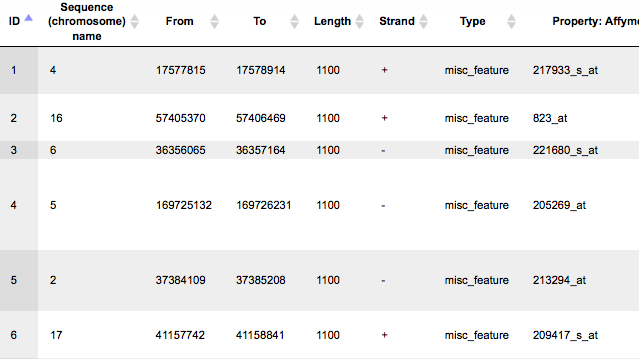 ID Sequence (chromosome) name From To Length Strand Type Property: Affyme
1 4 17577815 17578914 1100 + misc_feature 217933_s_at
2 16 57405370 57406469 1100 + misc_feature 823_at
3 6 36356065 36357164 1100 - misc_feature 221680_s_at
4 5 169725132 169726231 1100 - misc_feature 205269_at
5 2 37384109 37385208 1100 - misc_feature 213294_at
6 17 41157742 41158841 1100 + misc_feature 209417_s_at